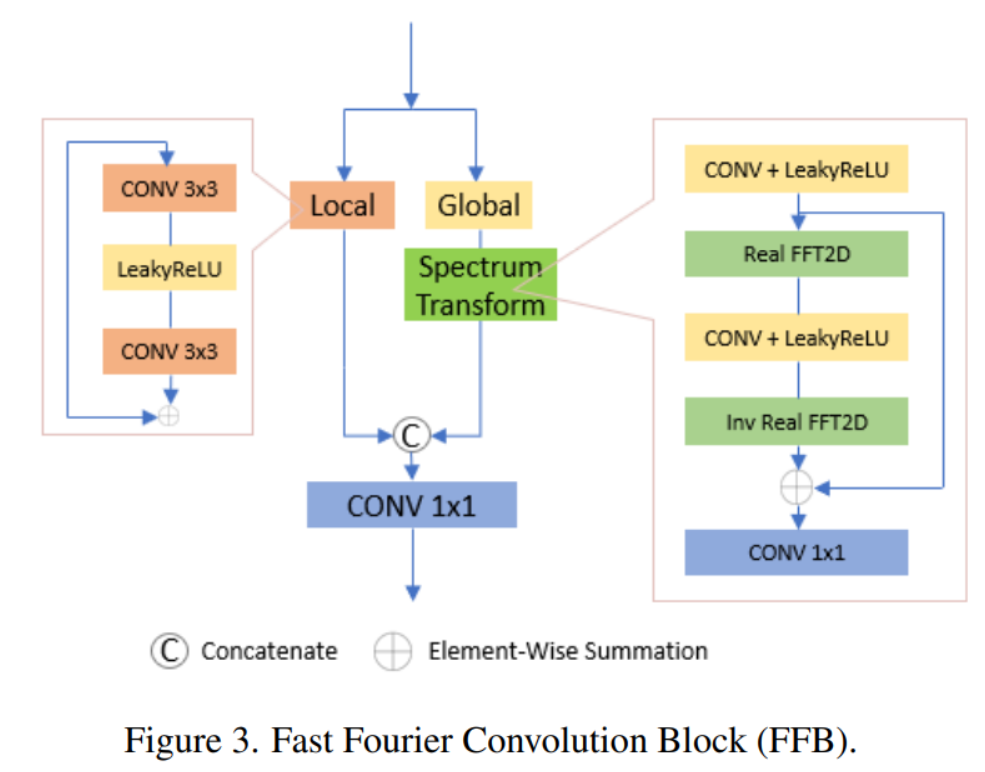 CONV 3x3
LeakyReLU
CONV 3x3
Local
Global
Spectrum
Transform
C
CONV 1x1
CONV + LeakyReLU
Real FFT2D
CONV + LeakyReLU
Inv Real FFT2D
CONV 1x1
C Concatenate
Element-Wise Summation
Figure 3. Fast Fourier Convolution Block (FFB).